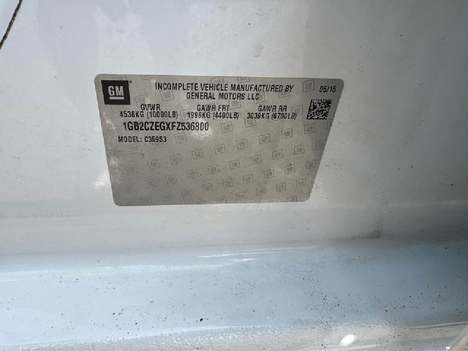 GM
INCOMPLETE VEHICLE MANUFACTURED BY
GENERAL MOTORS LLC
05/15
GVWR GAWR FRT GAWR RR
4536KG (10000LB) 1996KG (4400LB) 3039KG (6700LB)
1GB2CZEGXFZ536800
MODEL: C36953